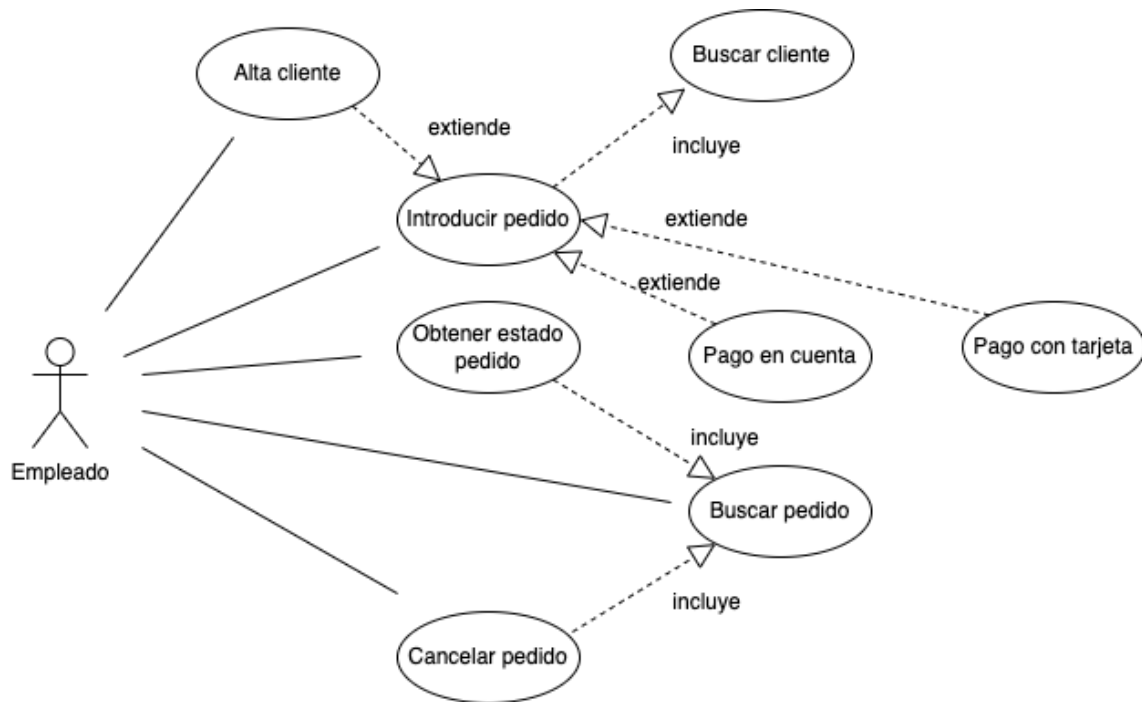 Alta cliente
Buscar cliente
extiende
incluye
Introducir pedido
extiende
extiende
Obtener estado
pedido
Pago en cuenta
Pago con tarjeta
Empleado
incluye
Buscar pedido
incluye
Cancelar pedido